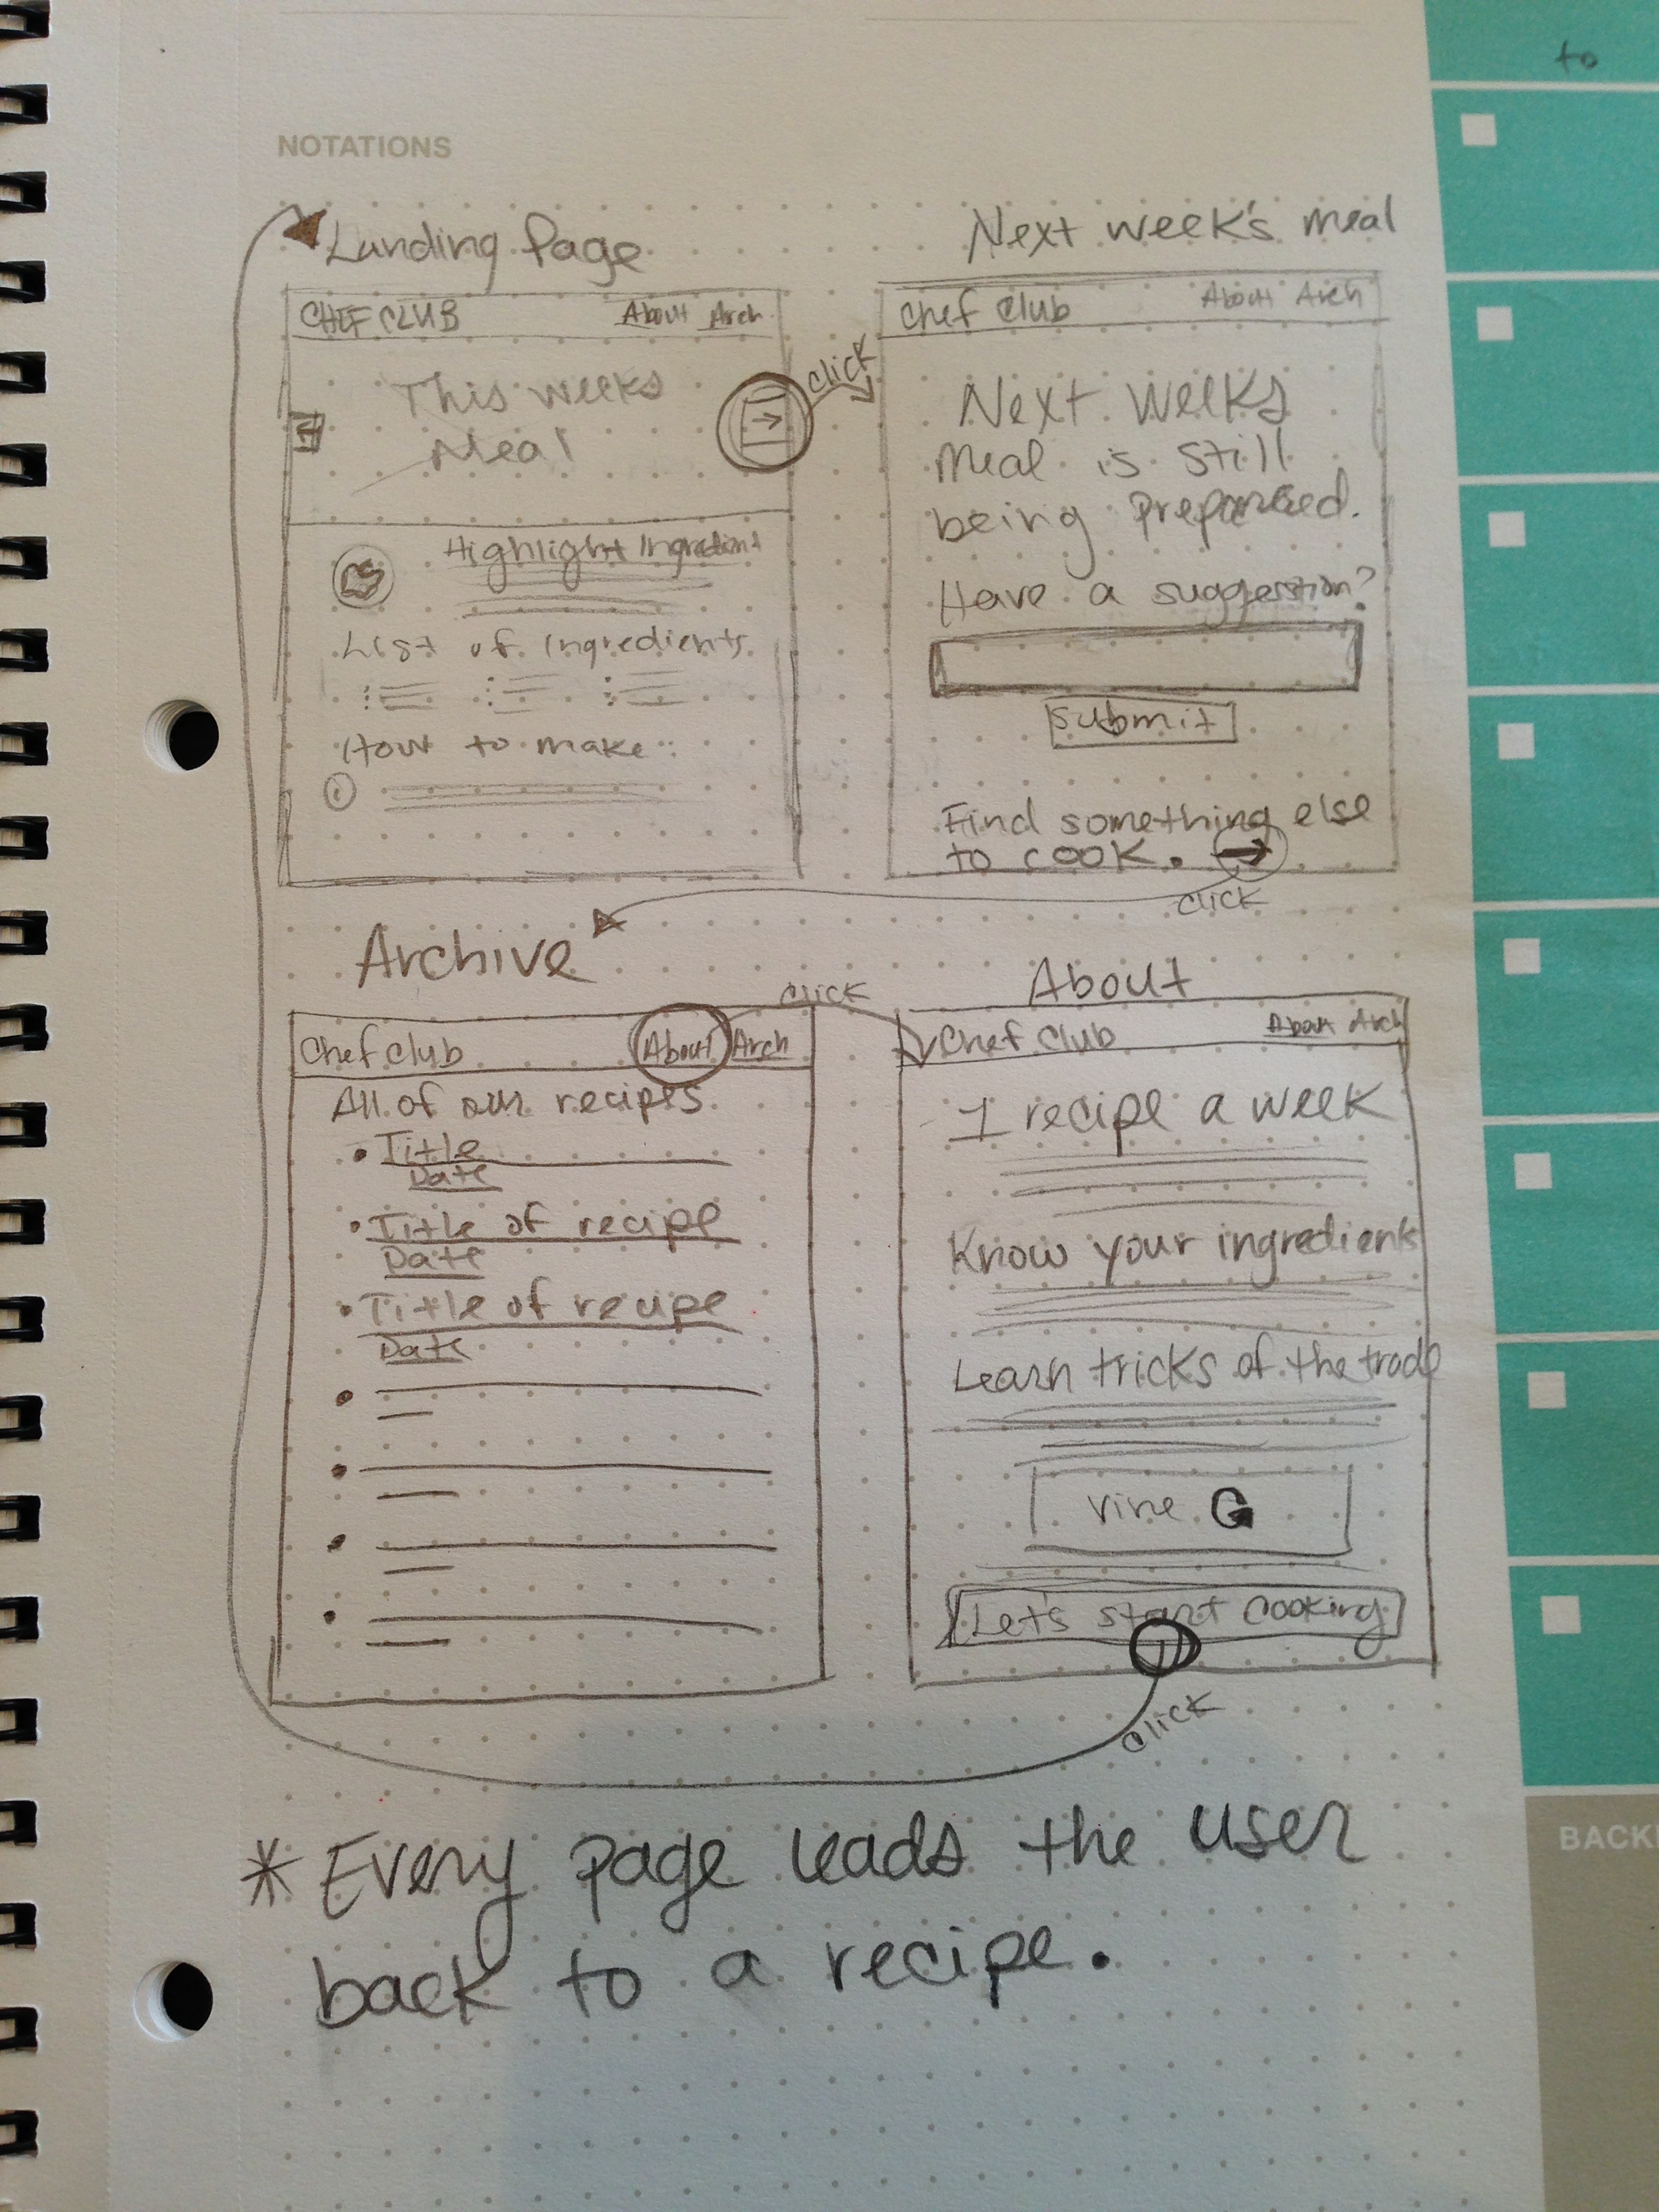 to
NOTATIONS
Landing Page
CHEF CLUB About Arch
This weeks
Meal
click
Highlight Ingredient
List of Ingredients
How to make:
1
Next week's meal
Chef Club About Arch
Next weeks
meal is still
being prepared.
Have a suggestion?
submit
Find something else
to cook.
click
Archive
Chef Club About Arch
click
All of our recipes
Title
Date
Title of recipe
Date
Title of recipe
Date
About
Chef Club About Arch
1 recipe a week
Know your ingredients
Learn tricks of the trade
vine
Let's start cooking
click
* Every page leads the user
back to a recipe.
BACK